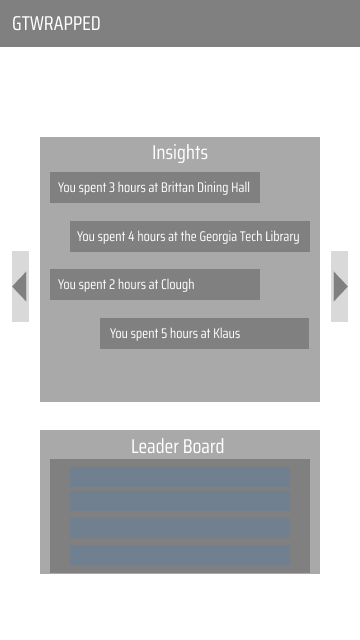 GTWRAPPED
Insights
You spent 3 hours at Brittan Dining Hall
You spent 4 hours at the Georgia Tech Library
You spent 2 hours at Clough
You spent 5 hours at Klaus
Leader Board